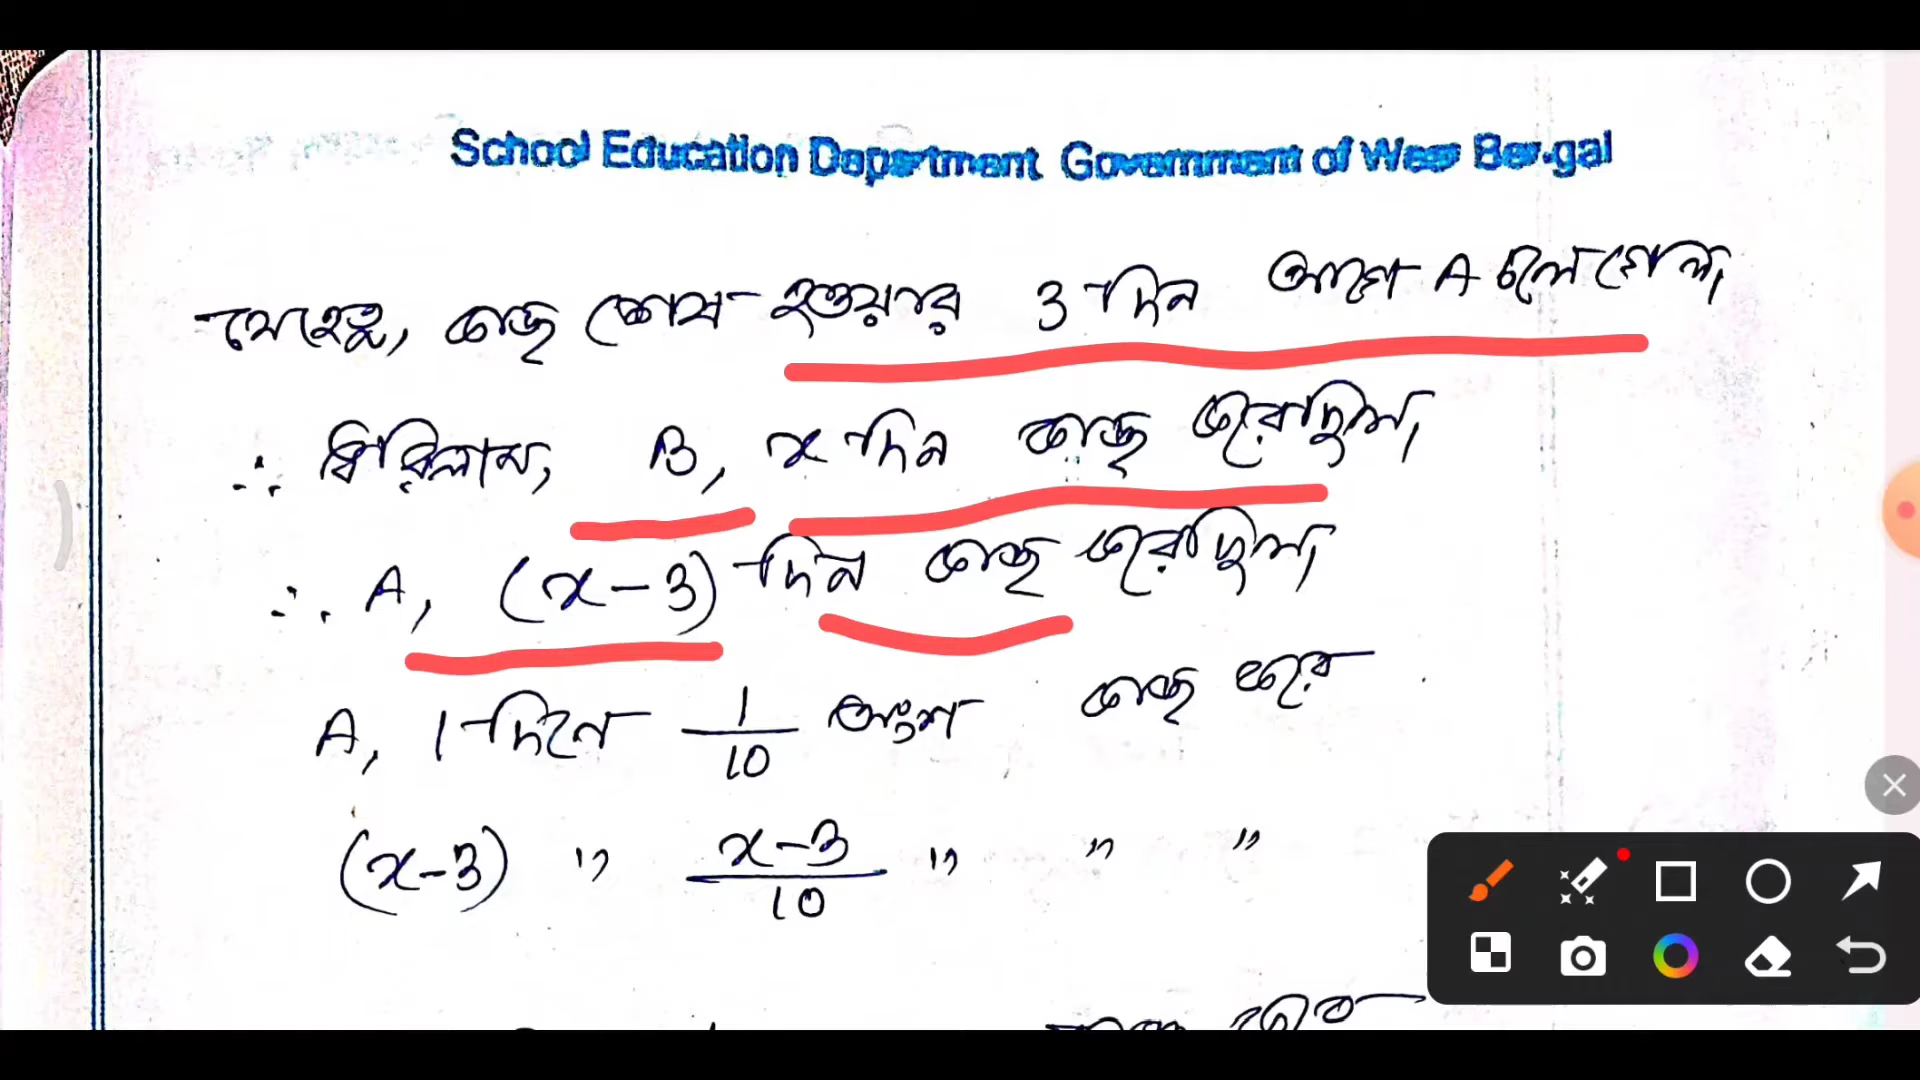 School Education Department Government of West Bengal
যেহেতু, কাজ শেষ হওয়ার 3 দিন আগে A চলে গেল,
∴ ধরিলাম, B, x দিন কাজ করেছিল,
∴ A, (x-3) দিন কাজ করেছিল,
A, 1 দিনে 1/10 অংশ কাজ করে
(x-3) " x-3/10 " " "